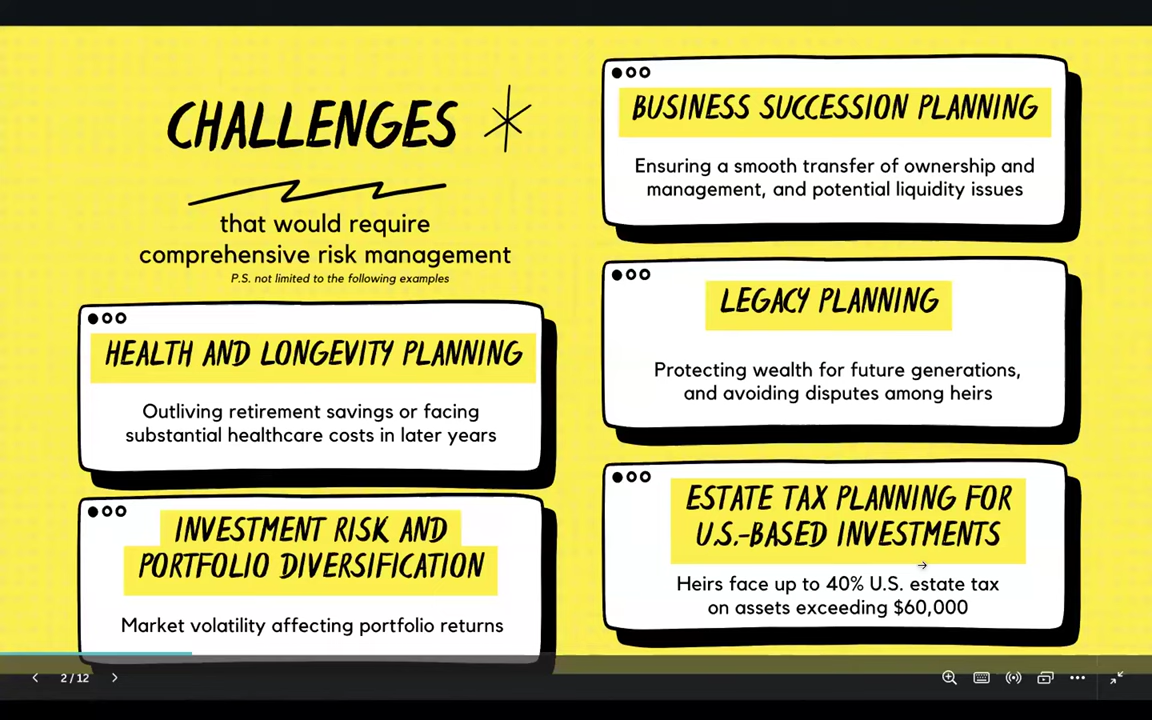 CHALLENGES
that would require
comprehensive risk management
P.S. not limited to the following examples
HEALTH AND LONGEVITY PLANNING
Outliving retirement savings or facing
substantial healthcare costs in later years
INVESTMENT RISK AND
PORTFOLIO DIVERSIFICATION
Market volatility affecting portfolio returns
BUSINESS SUCCESSION PLANNING
Ensuring a smooth transfer of ownership and
management, and potential liquidity issues
LEGACY PLANNING
Protecting wealth for future generations,
and avoiding disputes among heirs
ESTATE TAX PLANNING FOR
U.S.-BASED INVESTMENTS
Heirs face up to 40% U.S. estate tax
on assets exceeding $60,000
2 / 12